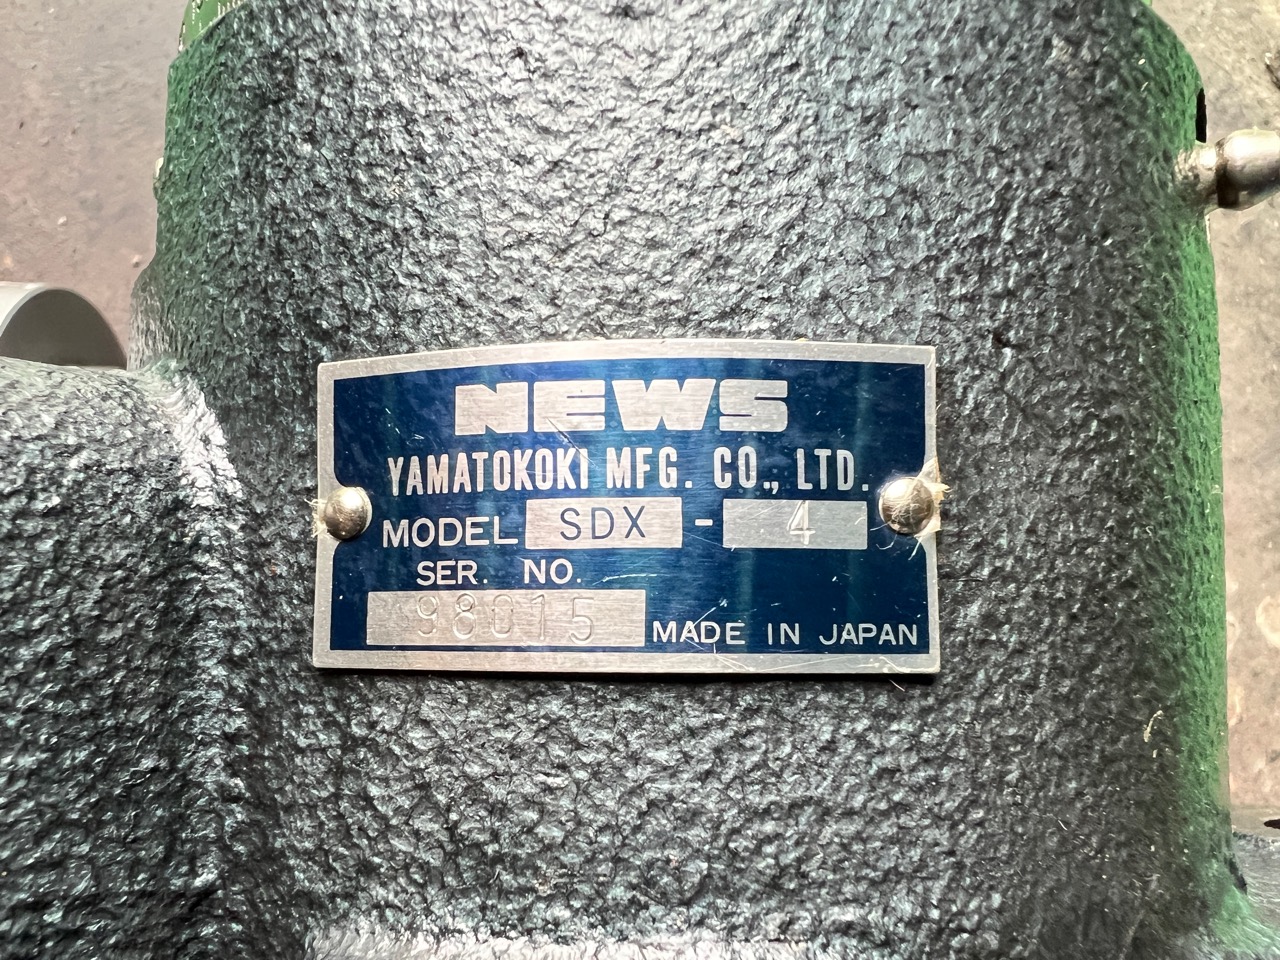 NEWS
YAMATOKOKI MFG. CO., LTD.
MODEL SDX - 4
SER. NO.
98015 MADE IN JAPAN